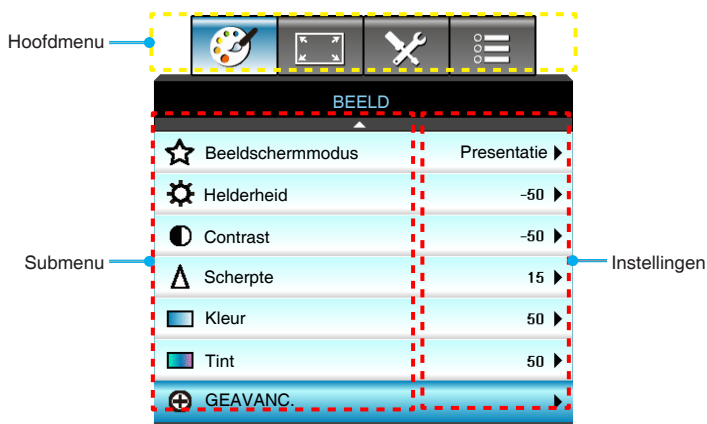 Hoofdmenu
BEELD
Beeldschermmodus Presentatie
Helderheid -50
Contrast -50
Submenu
Scherpte 15
Instellingen
Kleur 50
Tint 50
GEAVANC.